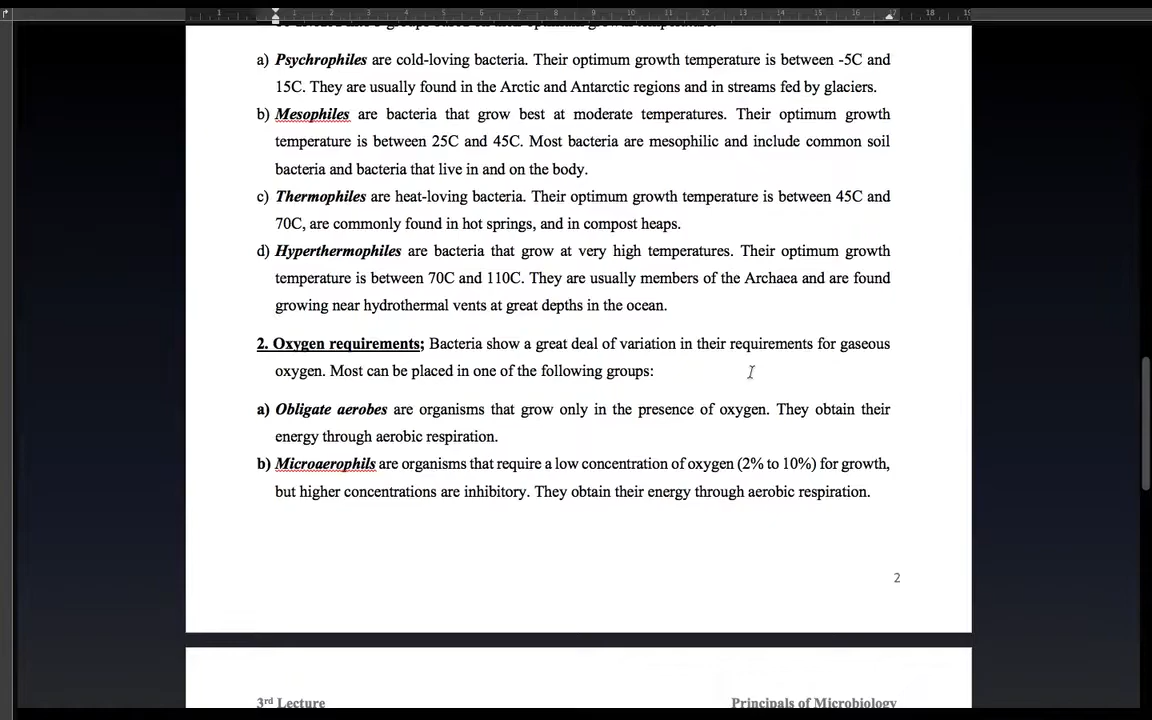 a) Psychrophiles are cold-loving bacteria. Their optimum growth temperature is between -5C and
15C. They are usually found in the Arctic and Antarctic regions and in streams fed by glaciers.
b) Mesophiles are bacteria that grow best at moderate temperatures. Their optimum growth
temperature is between 25C and 45C. Most bacteria are mesophilic and include common soil
bacteria and bacteria that live in and on the body.
c) Thermophiles are heat-loving bacteria. Their optimum growth temperature is between 45C and
70C, are commonly found in hot springs, and in compost heaps.
d) Hyperthermophiles are bacteria that grow at very high temperatures. Their optimum growth
temperature is between 70C and 110C. They are usually members of the Archaea and are found
growing near hydrothermal vents at great depths in the ocean.
2. Oxygen requirements; Bacteria show a great deal of variation in their requirements for gaseous
oxygen. Most can be placed in one of the following groups:
a) Obligate aerobes are organisms that grow only in the presence of oxygen. They obtain their
energy through aerobic respiration.
b) Microaerophils are organisms that require a low concentration of oxygen (2% to 10%) for growth,
but higher concentrations are inhibitory. They obtain their energy through aerobic respiration.
2
3rd Lecture Principals of Microbiology